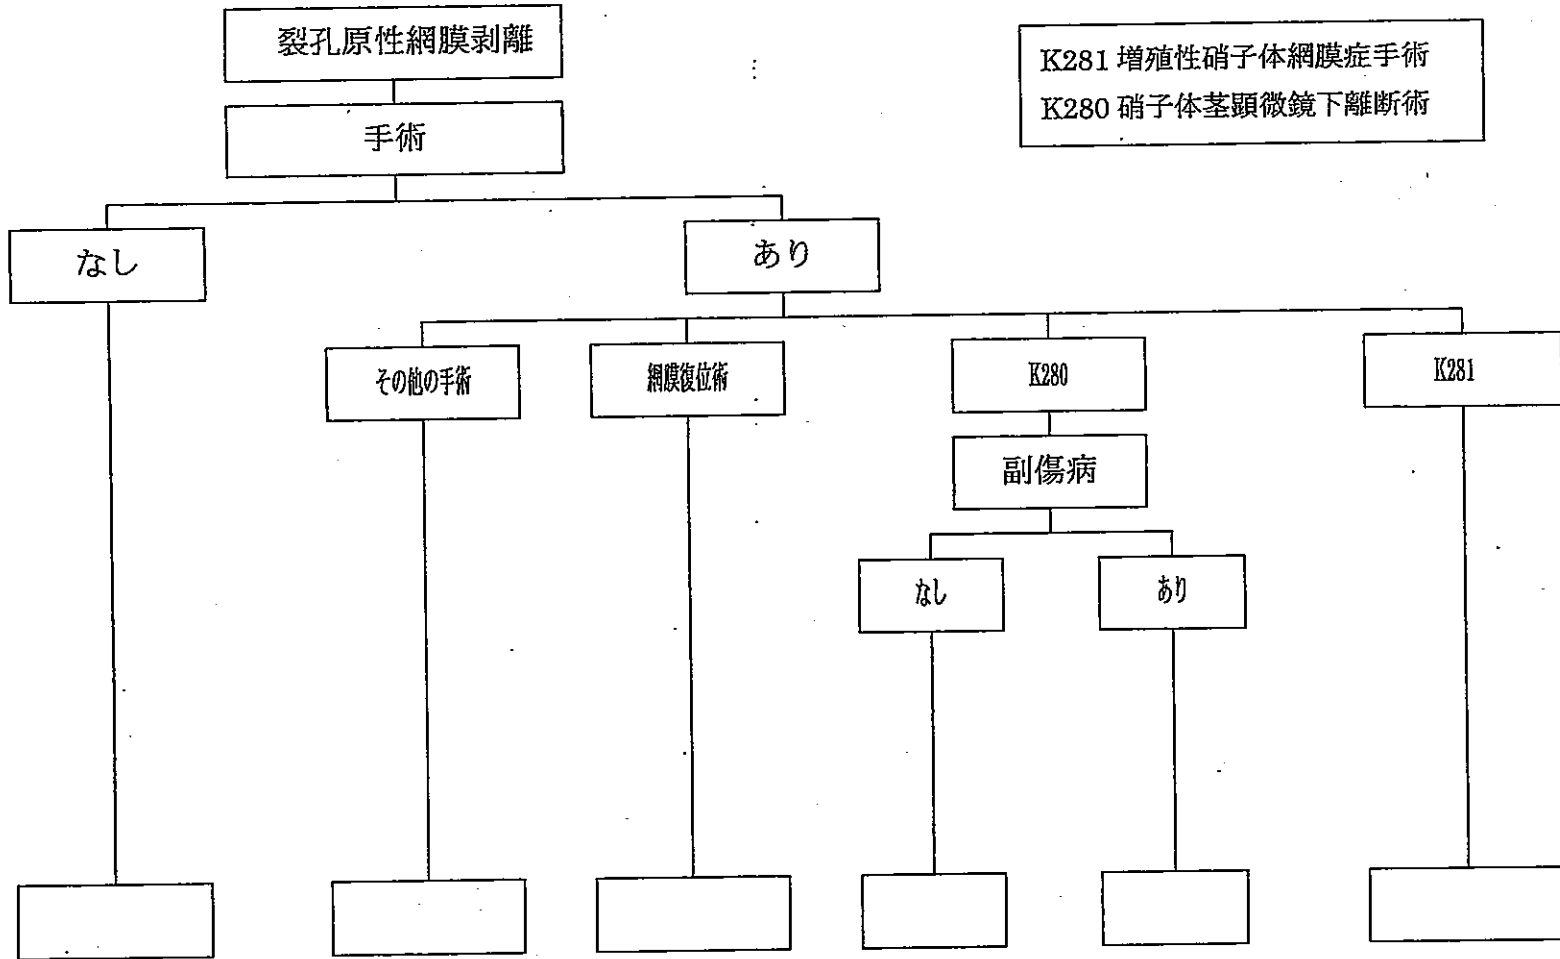 裂孔原性網膜剥離
K281 増殖性硝子体網膜症手術
K280 硝子体茎顕微鏡下離断術
手術
なし
あり
その他の手術
網膜復位術
K280
K281
副傷病
なし
あり